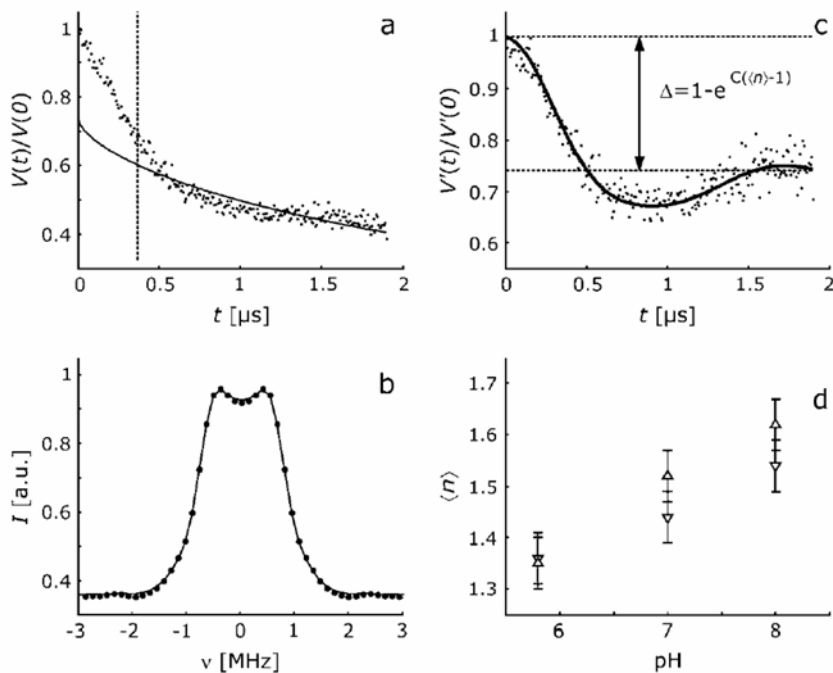 a
1
0.8
0.6
0.4
V(t)/V(0)
0
0.5
1
1.5
2
t [µs]
c
1
0.9
0.8
0.7
0.6
V'(t)/V'(0)
Δ=1-e^C(⟨n⟩-1)
0
0.5
1
1.5
2
t [µs]
b
1
0.8
0.6
0.4
I [a.u.]
-3
-2
-1
0
1
2
3
ν [MHz]
d
1.7
1.6
1.5
1.4
1.3
⟨n⟩
6
7
8
pH